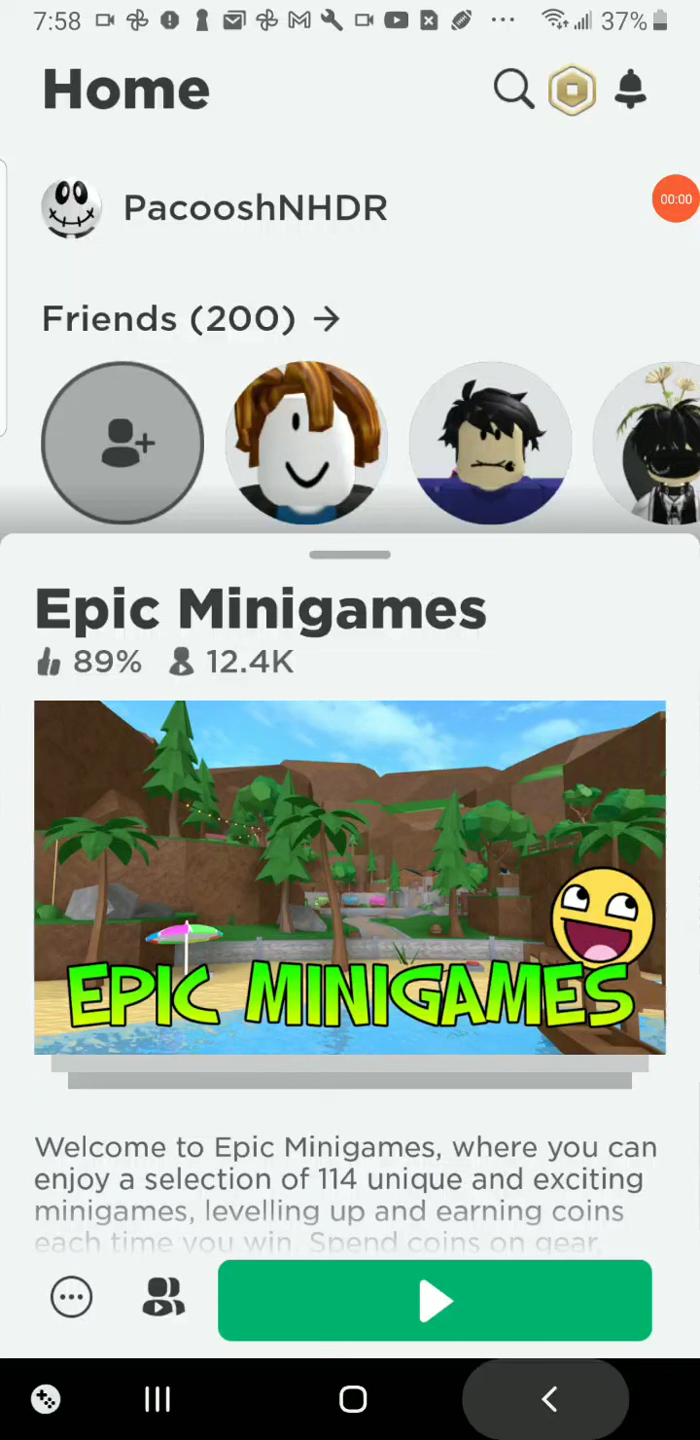 7:58
37%
Home
PacooshNHDR
00:00
Friends (200) →
Epic Minigames
89% 12.4K
EPIC MINIGAMES
Welcome to Epic Minigames, where you can
enjoy a selection of 114 unique and exciting
minigames, levelling up and earning coins
each time you win. Spend coins on gear,